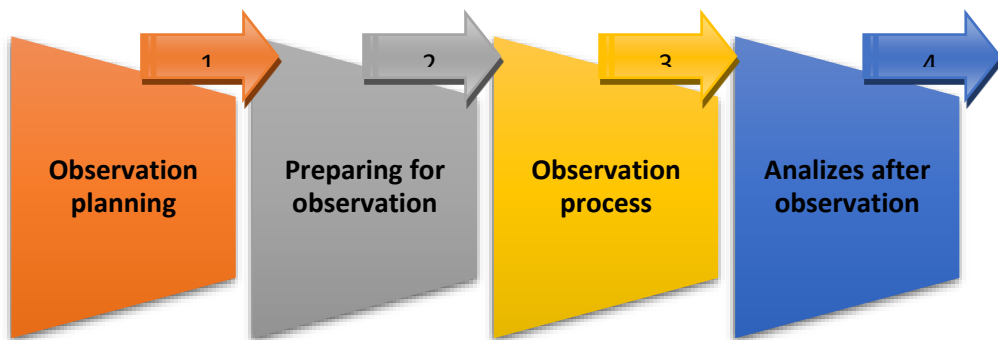 1
2
3
4
Observation
planning
Preparing for
observation
Observation
process
Analizes after
observation